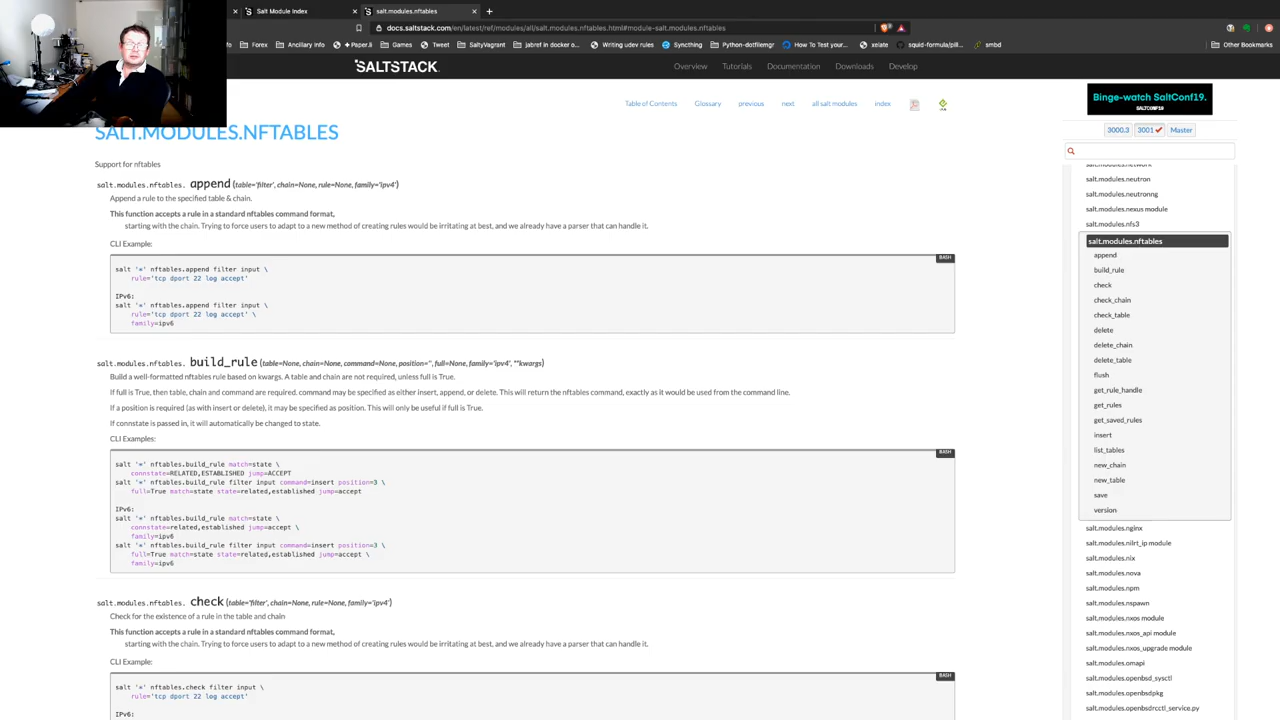 Salt Module Index
salt.modules.nftables
docs.saltstack.com/en/latest/ref/modules/all/salt.modules.nftables.html#module-salt.modules.nftables
Forex
Ancillary Info
+ Paper.li
Games
Tweet
SaltyVagrant
jabref in docker o...
Writing udev rules
Syncthing
Python-dotfilemgr
How To Test your...
xelate
squid-formula/pill...
smbd
Other Bookmarks
SALTSTACK
Overview
Tutorials
Documentation
Downloads
Develop
Table of Contents
Glossary
previous
next
all salt modules
index
Binge-watch SaltConf19.
SALTCONF19
3000.3
3001
Master
SALT.MODULES.NFTABLES
Support for nftables
salt.modules.nftables. append (table='filter', chain=None, rule=None, family='ipv4')
Append a rule to the specified table & chain.
This function accepts a rule in a standard nftables command format,
starting with the chain. Trying to force users to adapt to a new method of creating rules would be irritating at best, and we already have a parser that can handle it.
CLI Example:
BASH
salt '*' nftables.append filter input \
rule='tcp dport 22 log accept'
IPv6:
salt '*' nftables.append filter input \
rule='tcp dport 22 log accept' \
family=ipv6
salt.modules.nftables. build_rule (table=None, chain=None, command=None, position='', full=None, family='ipv4', **kwargs)
Build a well-formatted nftables rule based on kwargs. A table and chain are not required, unless full is True.
If full is True, then table, chain and command are required. command may be specified as either insert, append, or delete. This will return the nftables command, exactly as it would be used from the command line.
If a position is required (as with insert or delete), it may be specified as position. This will only be useful if full is True.
If connstate is passed in, it will automatically be changed to state.
CLI Examples:
BASH
salt '*' nftables.build_rule match=state \
connstate=RELATED,ESTABLISHED jump=ACCEPT
salt '*' nftables.build_rule filter input command=insert position=3 \
full=True match=state state=related,established jump=accept
IPv6:
salt '*' nftables.build_rule match=state \
connstate=related,established jump=accept \
family=ipv6
salt '*' nftables.build_rule filter input command=insert position=3 \
full=True match=state state=related,established jump=accept \
family=ipv6
salt.modules.nftables. check (table='filter', chain=None, rule=None, family='ipv4')
Check for the existence of a rule in the table and chain
This function accepts a rule in a standard nftables command format,
starting with the chain. Trying to force users to adapt to a new method of creating rules would be irritating at best, and we already have a parser that can handle it.
CLI Example:
BASH
salt '*' nftables.check filter input \
rule='tcp dport 22 log accept'
IPv6:
salt.modules.network
salt.modules.neutron
salt.modules.neutronng
salt.modules.nexus module
salt.modules.nfs3
salt.modules.nftables
append
build_rule
check
check_chain
check_table
delete
delete_chain
delete_table
flush
get_rule_handle
get_rules
get_saved_rules
insert
list_tables
new_chain
new_table
save
version
salt.modules.nginx
salt.modules.nilrt_ip module
salt.modules.nix
salt.modules.nova
salt.modules.npm
salt.modules.nspawn
salt.modules.nxos module
salt.modules.nxos_api module
salt.modules.nxos_upgrade module
salt.modules.omapi
salt.modules.openbsd_sysctl
salt.modules.openbsdpkg
salt.modules.openbsdrcctl_service.py